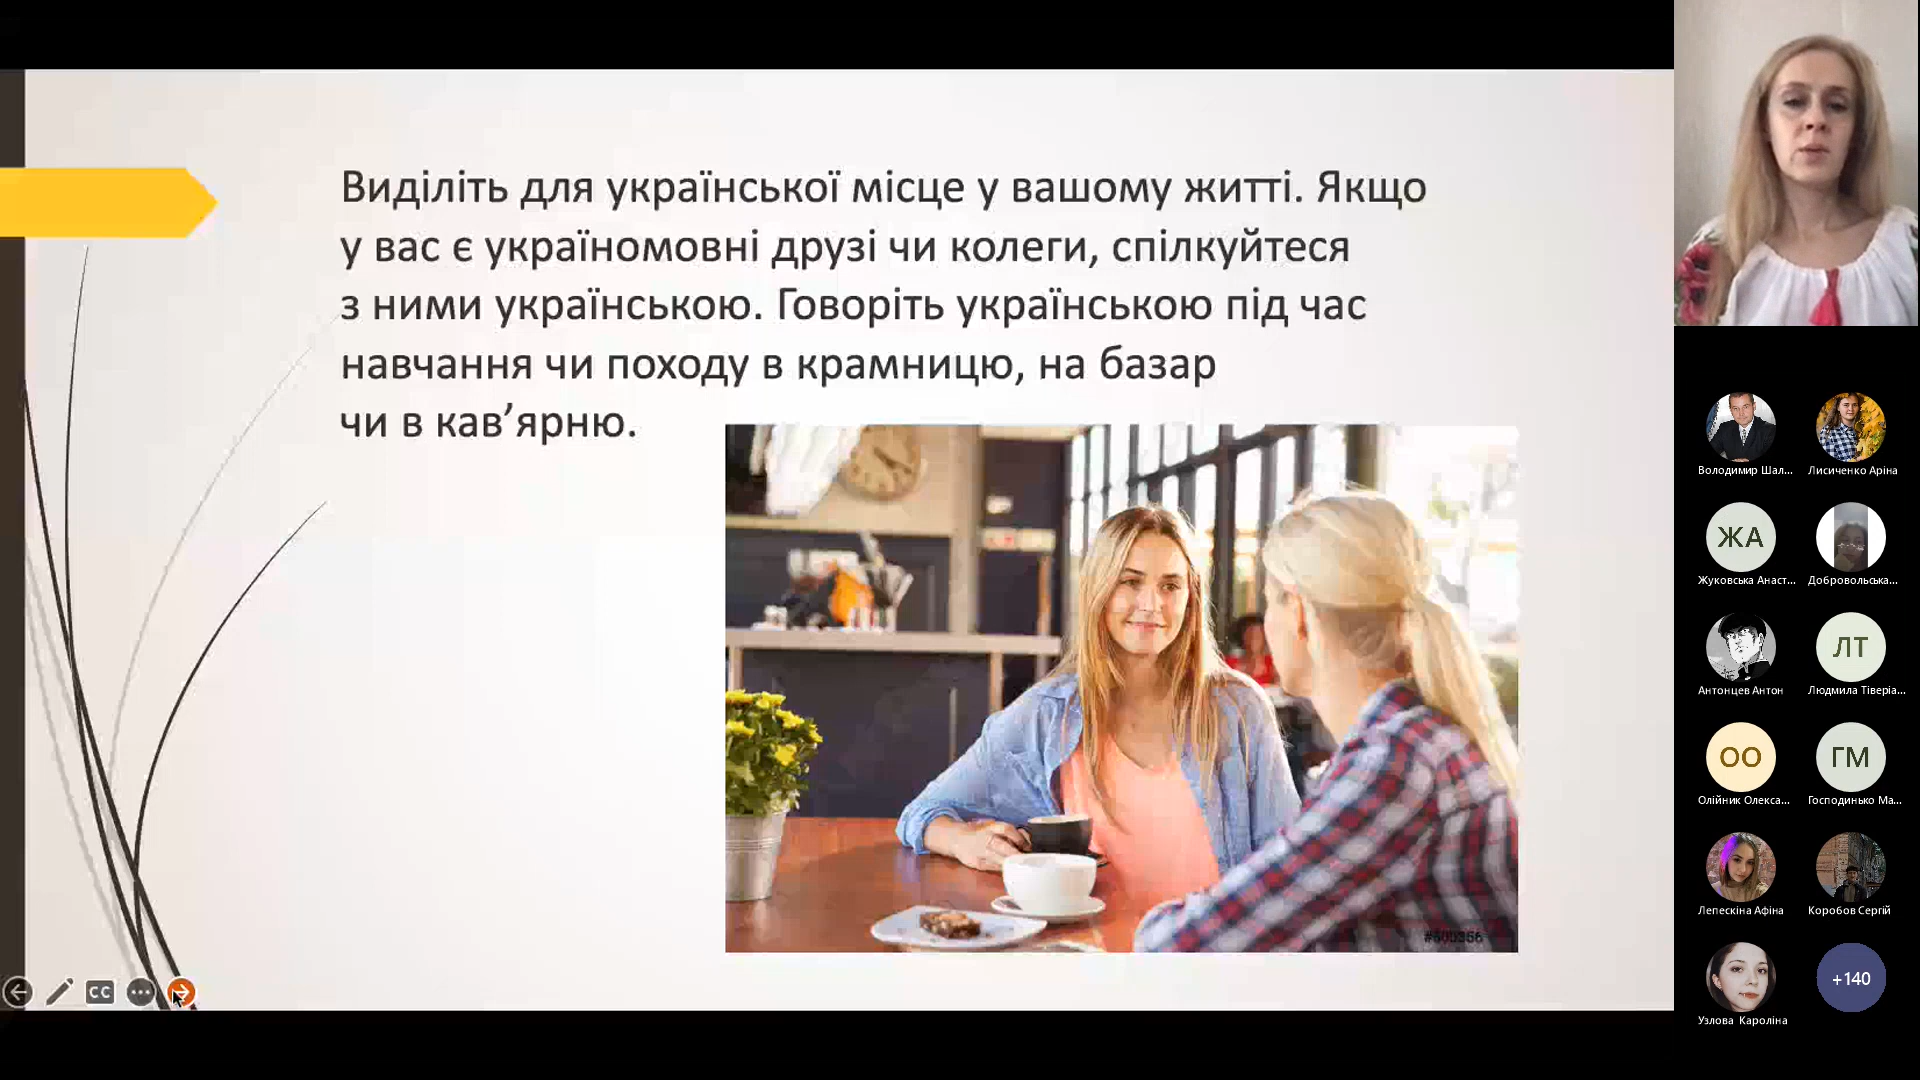 Виділіть для української місце у вашому житті. Якщо
у вас є україномовні друзі чи колеги, спілкуйтеся
з ними українською. Говоріть українською під час
навчання чи походу в крамницю, на базар
чи в кав’ярню.
CC
Володимир Шал...
Лисиченко Аріна
ЖА
Жуковська Анаст...
Добровольська...
Антонцев Антон
ЛТ
Людмила Тіверіа...
ОО
Олійник Олекса...
ГМ
Господинько Ма...
Лепескіна Афіна
Коробов Сергій
Узлова Кароліна
+140